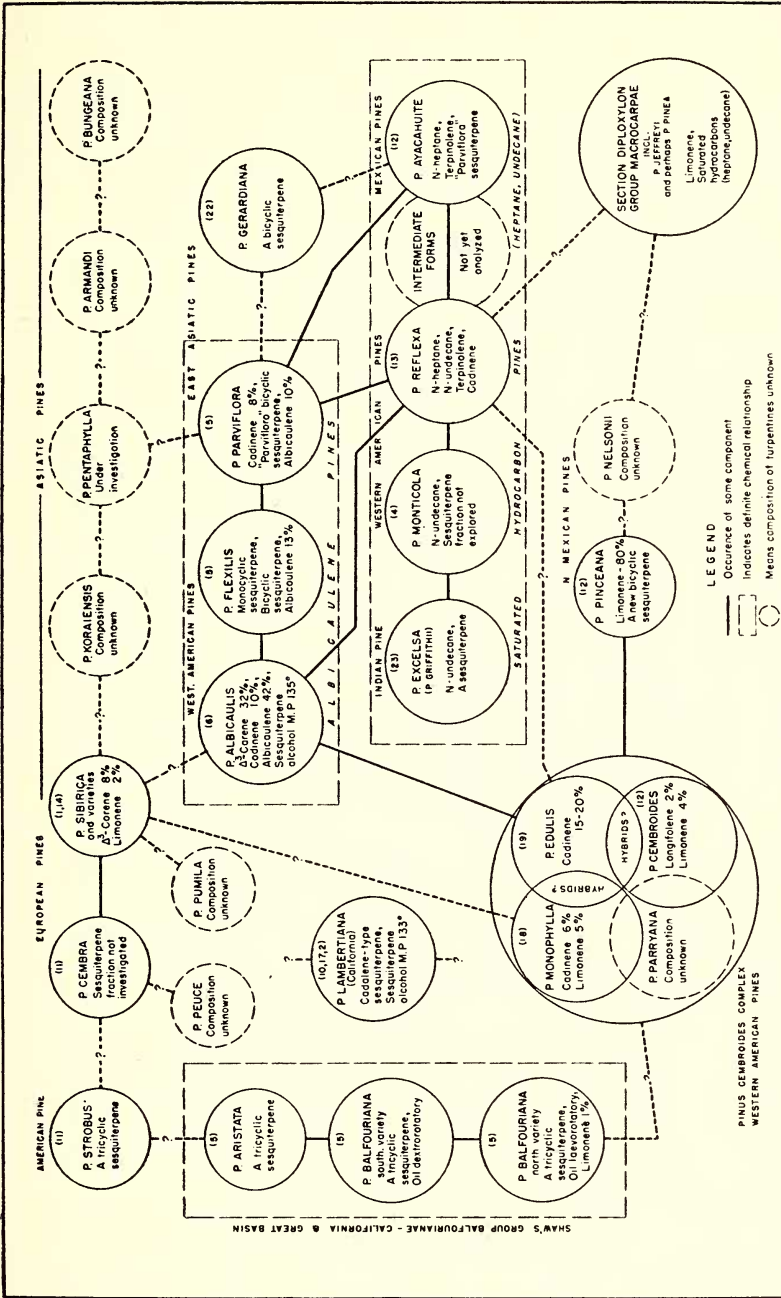 AMERICAN PINE
EUROPEAN PINES
ASIATIC PINES
(11)
P. STROBUS
A tricyclic
sesquiterpene
?
(11)
P. CEMBRA
Sesquiterpene
fraction not
investigated
(1,14)
P. SIBIRICA
and varieties
Δ³-Carene 8%
Limonene 2%
?
P. KORAIENSIS
Composition
unknown
?
P. PENTAPHYLLA
Under
investigation
?
P. ARMANDI
Composition
unknown
?
P. BUNGEANA
Composition
unknown
?
P. PEUCE
Composition
unknown
?
P. PUMILA
Composition
unknown
?
WEST. AMERICAN PINES
EAST ASIATIC PINES
(6)
P. ALBICAULIS
Δ³-Carene 32%,
Cadinene 10%,
Albicaulene 42%,
Sesquiterpene
alcohol M.P. 135°
(8)
P. FLEXILIS
Monocyclic
sesquiterpene,
Bicyclic
sesquiterpene,
Albicaulene 13%
(5)
P. PARVIFLORA
Cadinene 8%,
"Parviflora" bicyclic
sesquiterpene,
Albicaulene 10%
ALBICAULENE PINES
?
(22)
P. GERARDIANA
A bicyclic
sesquiterpene
?
SHAW'S GROUP BALFOURIANAE - CALIFORNIA & GREAT BASIN
?
(5)
P. ARISTATA
A tricyclic
sesquiterpene
(5)
P. BALFOURIANA
south. variety
A tricyclic
sesquiterpene,
Oil dextrorotatory
(5)
P. BALFOURIANA
north variety
A tricyclic
sesquiterpene,
Oil laevorotatory,
Limonene 1%
?
?
(10,17,2)
P. LAMBERTIANA
(California)
Cadalene-type
sesquiterpene,
Sesquiterpene
alcohol M.P. 133°
?
INDIAN PINE
WESTERN AMERICAN PINES
MEXICAN PINES
(23)
P. EXCELSA
(P. GRIFFITHII)
N-undecane,
A sesquiterpene
(4)
P. MONTICOLA
N-undecane,
Sesquiterpene
fraction not
explored
(13)
P. REFLEXA
N-heptane,
N-undecane,
Terpinolene,
Cadinene
INTERMEDIATE
FORMS
Not yet
analyzed
(12)
P. AYACAHUITE
N-heptane,
Terpinolene,
"Parviflora"
sesquiterpene
SATURATED HYDROCARBON PINES (HEPTANE, UNDECANE)
?
?
(18)
P. MONOPHYLLA
Cadinene 6%
Limonene 5%
HYBRIDS ?
(19)
P. EDULIS
Cadinene
15-20%
HYBRIDS ?
P. PARRYANA
Composition
unknown
(12)
P. CEMBROIDES
Longifolene 2%
Limonene 4%
PINUS CEMBROIDES COMPLEX
WESTERN AMERICAN PINES
N MEXICAN PINES
(12)
P PINCEANA
Limonene-80%
A new bicyclic
sesquiterpene
?
P NELSONII
Composition
unknown
?
SECTION DIPLOXYLON
GROUP MACROCARPAE
INCL.
P JEFFREYI
and perhaps P PINEA
Limonene,
Saturated
hydrocarbons
(heptane, undecane)
LEGEND
Occurence of some component
Indicates definite chemical relationship
Means composition of turpentines unknown